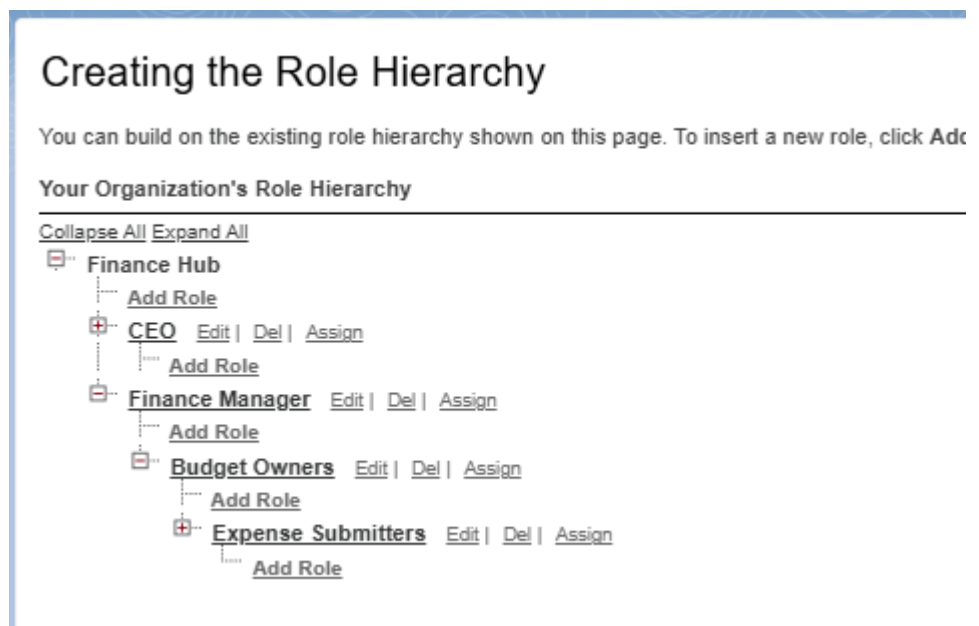 Creating the Role Hierarchy
You can build on the existing role hierarchy shown on this page. To insert a new role, click Add
Your Organization's Role Hierarchy
Collapse All Expand All
Finance Hub
Add Role
CEO Edit | Del | Assign
Add Role
Finance Manager Edit | Del | Assign
Add Role
Budget Owners Edit | Del | Assign
Add Role
Expense Submitters Edit | Del | Assign
Add Role